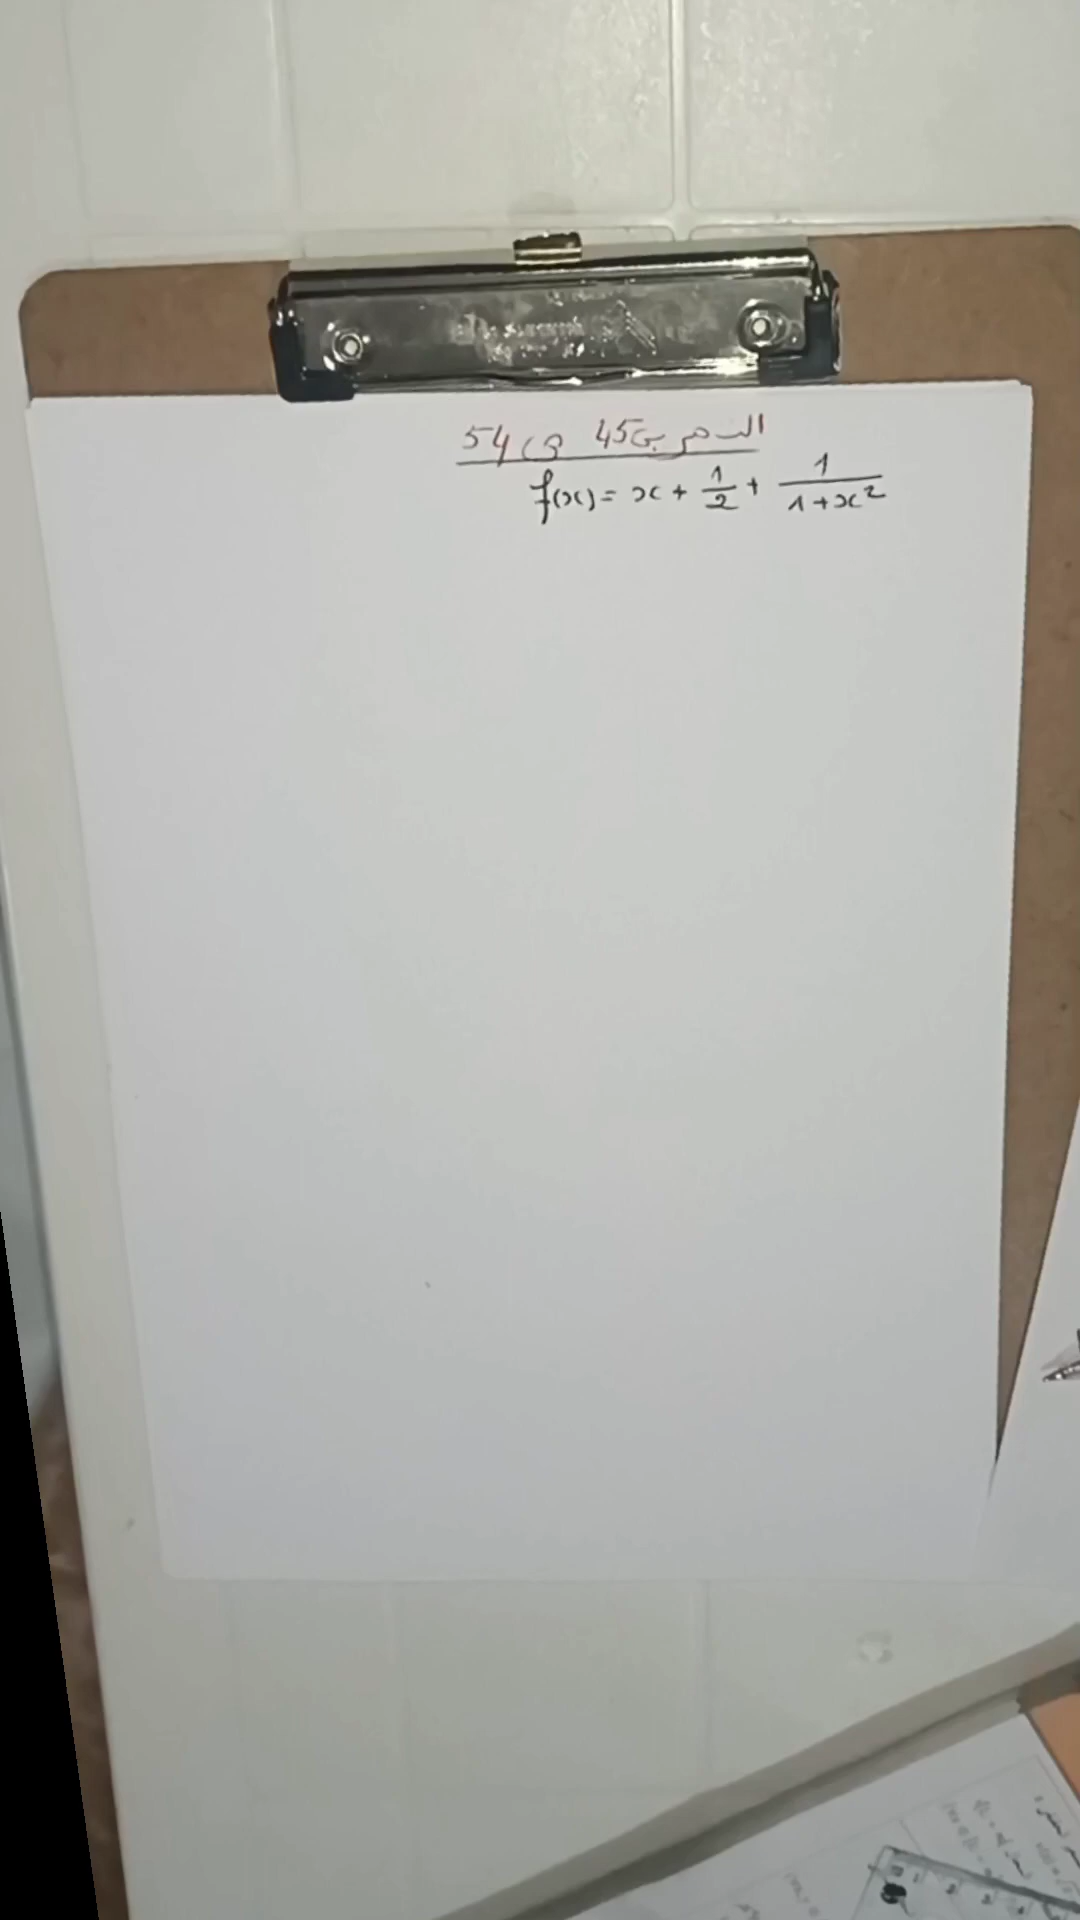 التمرين 45 ص 54
f(x) = x + 1/2 + 1/(1+x²)